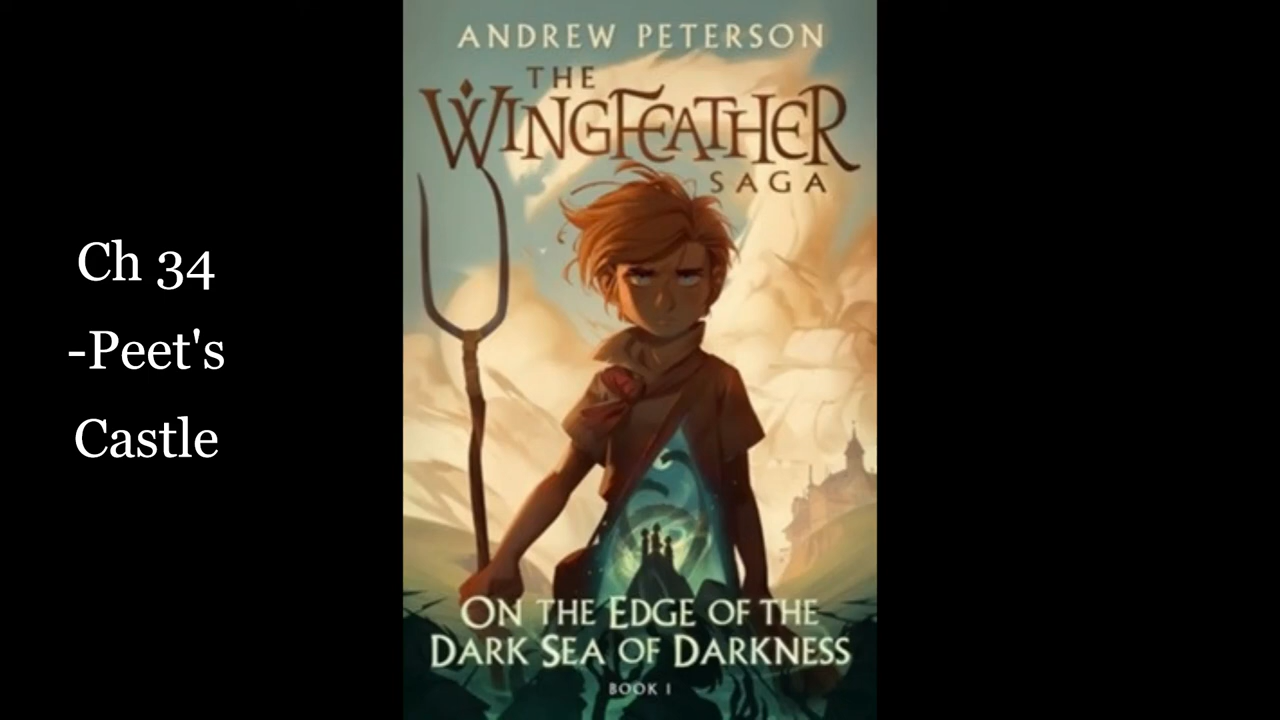 Ch 34
-Peet's
Castle
ANDREW PETERSON
THE
WINGFEATHER
SAGA
ON THE EDGE OF THE
DARK SEA OF DARKNESS
BOOK 1